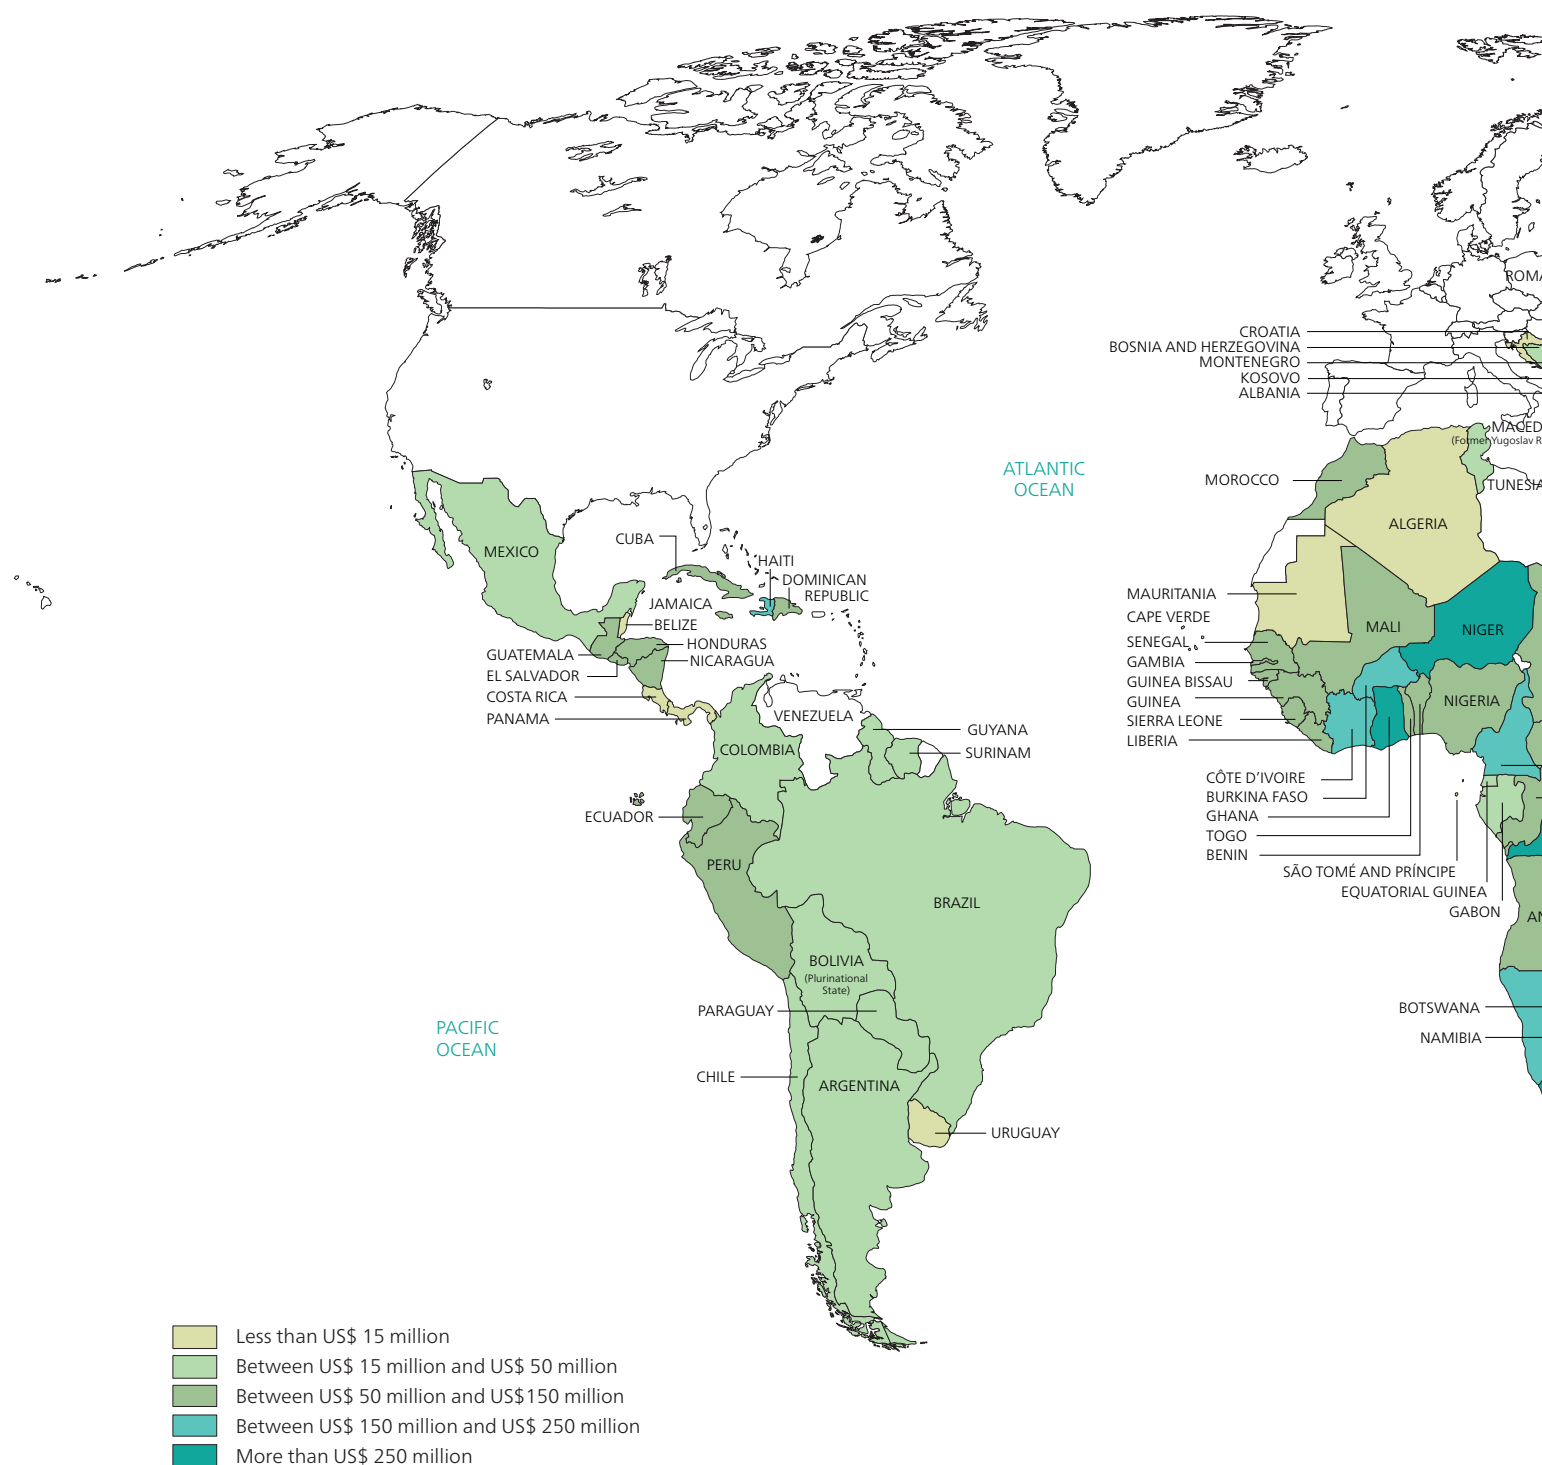 ROMA
CROATIA
BOSNIA AND HERZEGOVINA
MONTENEGRO
KOSOVO
ALBANIA
MACED
(Former Yugoslav R
ATLANTIC
OCEAN
MOROCCO
TUNESIA
ALGERIA
CUBA
MEXICO
HAITI
DOMINICAN
REPUBLIC
JAMAICA
BELIZE
HONDURAS
NICARAGUA
GUATEMALA
EL SALVADOR
COSTA RICA
PANAMA
MAURITANIA
CAPE VERDE
SENEGAL
GAMBIA
GUINEA BISSAU
GUINEA
SIERRA LEONE
LIBERIA
MALI
NIGER
NIGERIA
VENEZUELA
GUYANA
SURINAM
COLOMBIA
ECUADOR
PERU
BRAZIL
CÔTE D’IVOIRE
BURKINA FASO
GHANA
TOGO
BENIN
SÃO TOMÉ AND PRÍNCIPE
EQUATORIAL GUINEA
GABON
AN
BOLIVIA
(Plurinational
State)
PARAGUAY
PACIFIC
OCEAN
BOTSWANA
NAMIBIA
CHILE
ARGENTINA
URUGUAY
Less than US$ 15 million
Between US$ 15 million and US$ 50 million
Between US$ 50 million and US$150 million
Between US$ 150 million and US$ 250 million
More than US$ 250 million